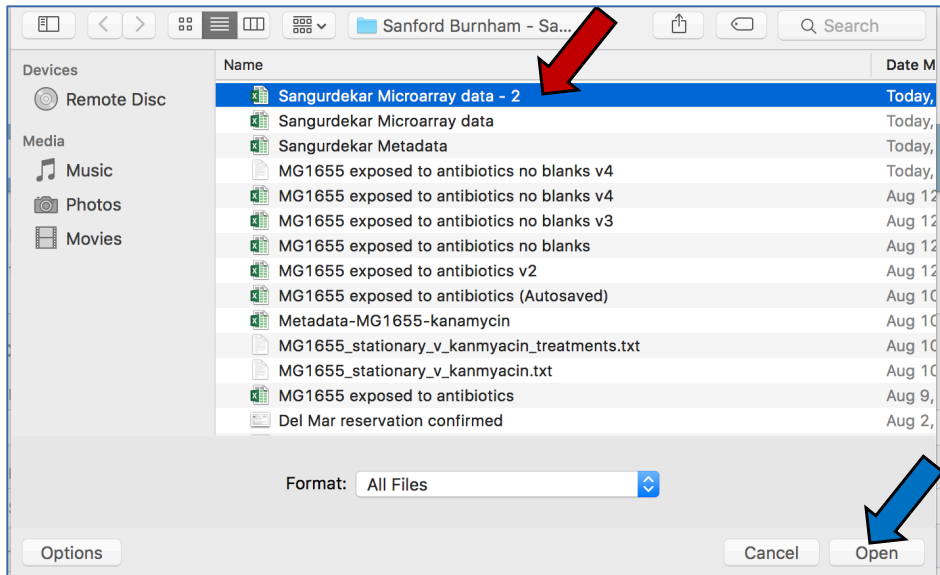 Sanford Burnham - Sa...
Search
Devices
Remote Disc
Media
Music
Photos
Movies
Name
Date M
Sangurdekar Microarray data - 2
Today,
Sangurdekar Microarray data
Today,
Sangurdekar Metadata
Today,
MG1655 exposed to antibiotics no blanks v4
Today,
MG1655 exposed to antibiotics no blanks v4
Aug 12
MG1655 exposed to antibiotics no blanks v3
Aug 12
MG1655 exposed to antibiotics no blanks
Aug 12
MG1655 exposed to antibiotics v2
Aug 12
MG1655 exposed to antibiotics (Autosaved)
Aug 10
Metadata-MG1655-kanamycin
Aug 10
MG1655_stationary_v_kanmyacin_treatments.txt
Aug 10
MG1655_stationary_v_kanmyacin.txt
Aug 10
MG1655 exposed to antibiotics
Aug 9,
Del Mar reservation confirmed
Aug 2,
Format: All Files
Options
Cancel
Open